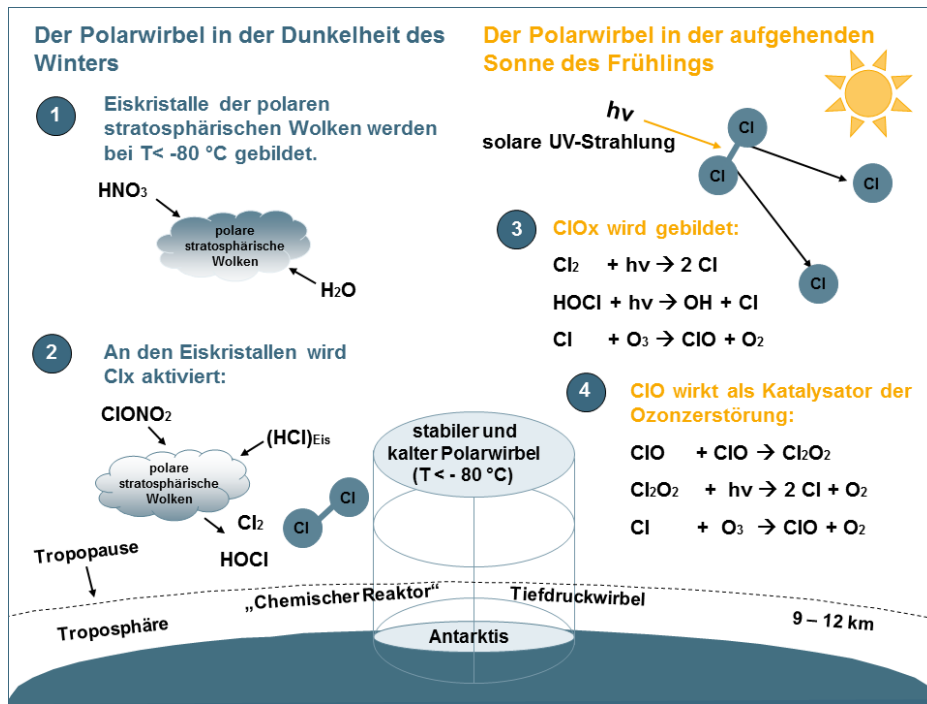 Der Polarwirbel in der Dunkelheit des
Winters
1
Eiskristalle der polaren
stratosphärischen Wolken werden
bei T< -80 °C gebildet.
HNO3
polare
stratosphärische
Wolken
H2O
2
An den Eiskristallen wird
Clx aktiviert:
ClONO2
(HCl)Eis
polare
stratosphärische
Wolken
Cl2
HOCl
Cl
Cl
Der Polarwirbel in der aufgehenden
Sonne des Frühlings
hv
solare UV-Strahlung
Cl
Cl
Cl
Cl
3
ClOx wird gebildet:
Cl2 + hv → 2 Cl
HOCl + hv → OH + Cl
Cl + O3 → ClO + O2
4
ClO wirkt als Katalysator der
Ozonzerstörung:
ClO + ClO → Cl2O2
Cl2O2 + hv → 2 Cl + O2
Cl + O3 → ClO + O2
stabiler und
kalter Polarwirbel
(T < - 80 °C)
Tropopause
Troposphäre
„Chemischer Reaktor“
Tiefdruckwirbel
9 – 12 km
Antarktis